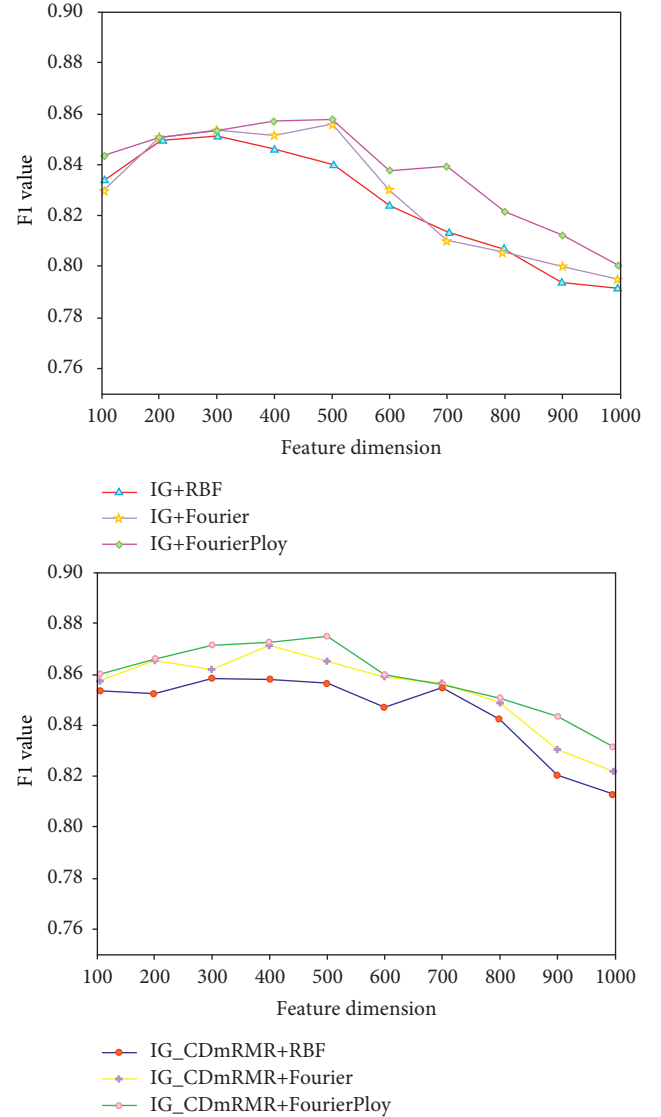 0.90
0.88
0.86
0.84
0.82
0.80
0.78
0.76
F1 value
100 200 300 400 500 600 700 800 900 1000
Feature dimension
IG+RBF
IG+Fourier
IG+FourierPloy
0.90
0.88
0.86
0.84
0.82
0.80
0.78
0.76
F1 value
100 200 300 400 500 600 700 800 900 1000
Feature dimension
IG_CDmRMR+RBF
IG_CDmRMR+Fourier
IG_CDmRMR+FourierPloy